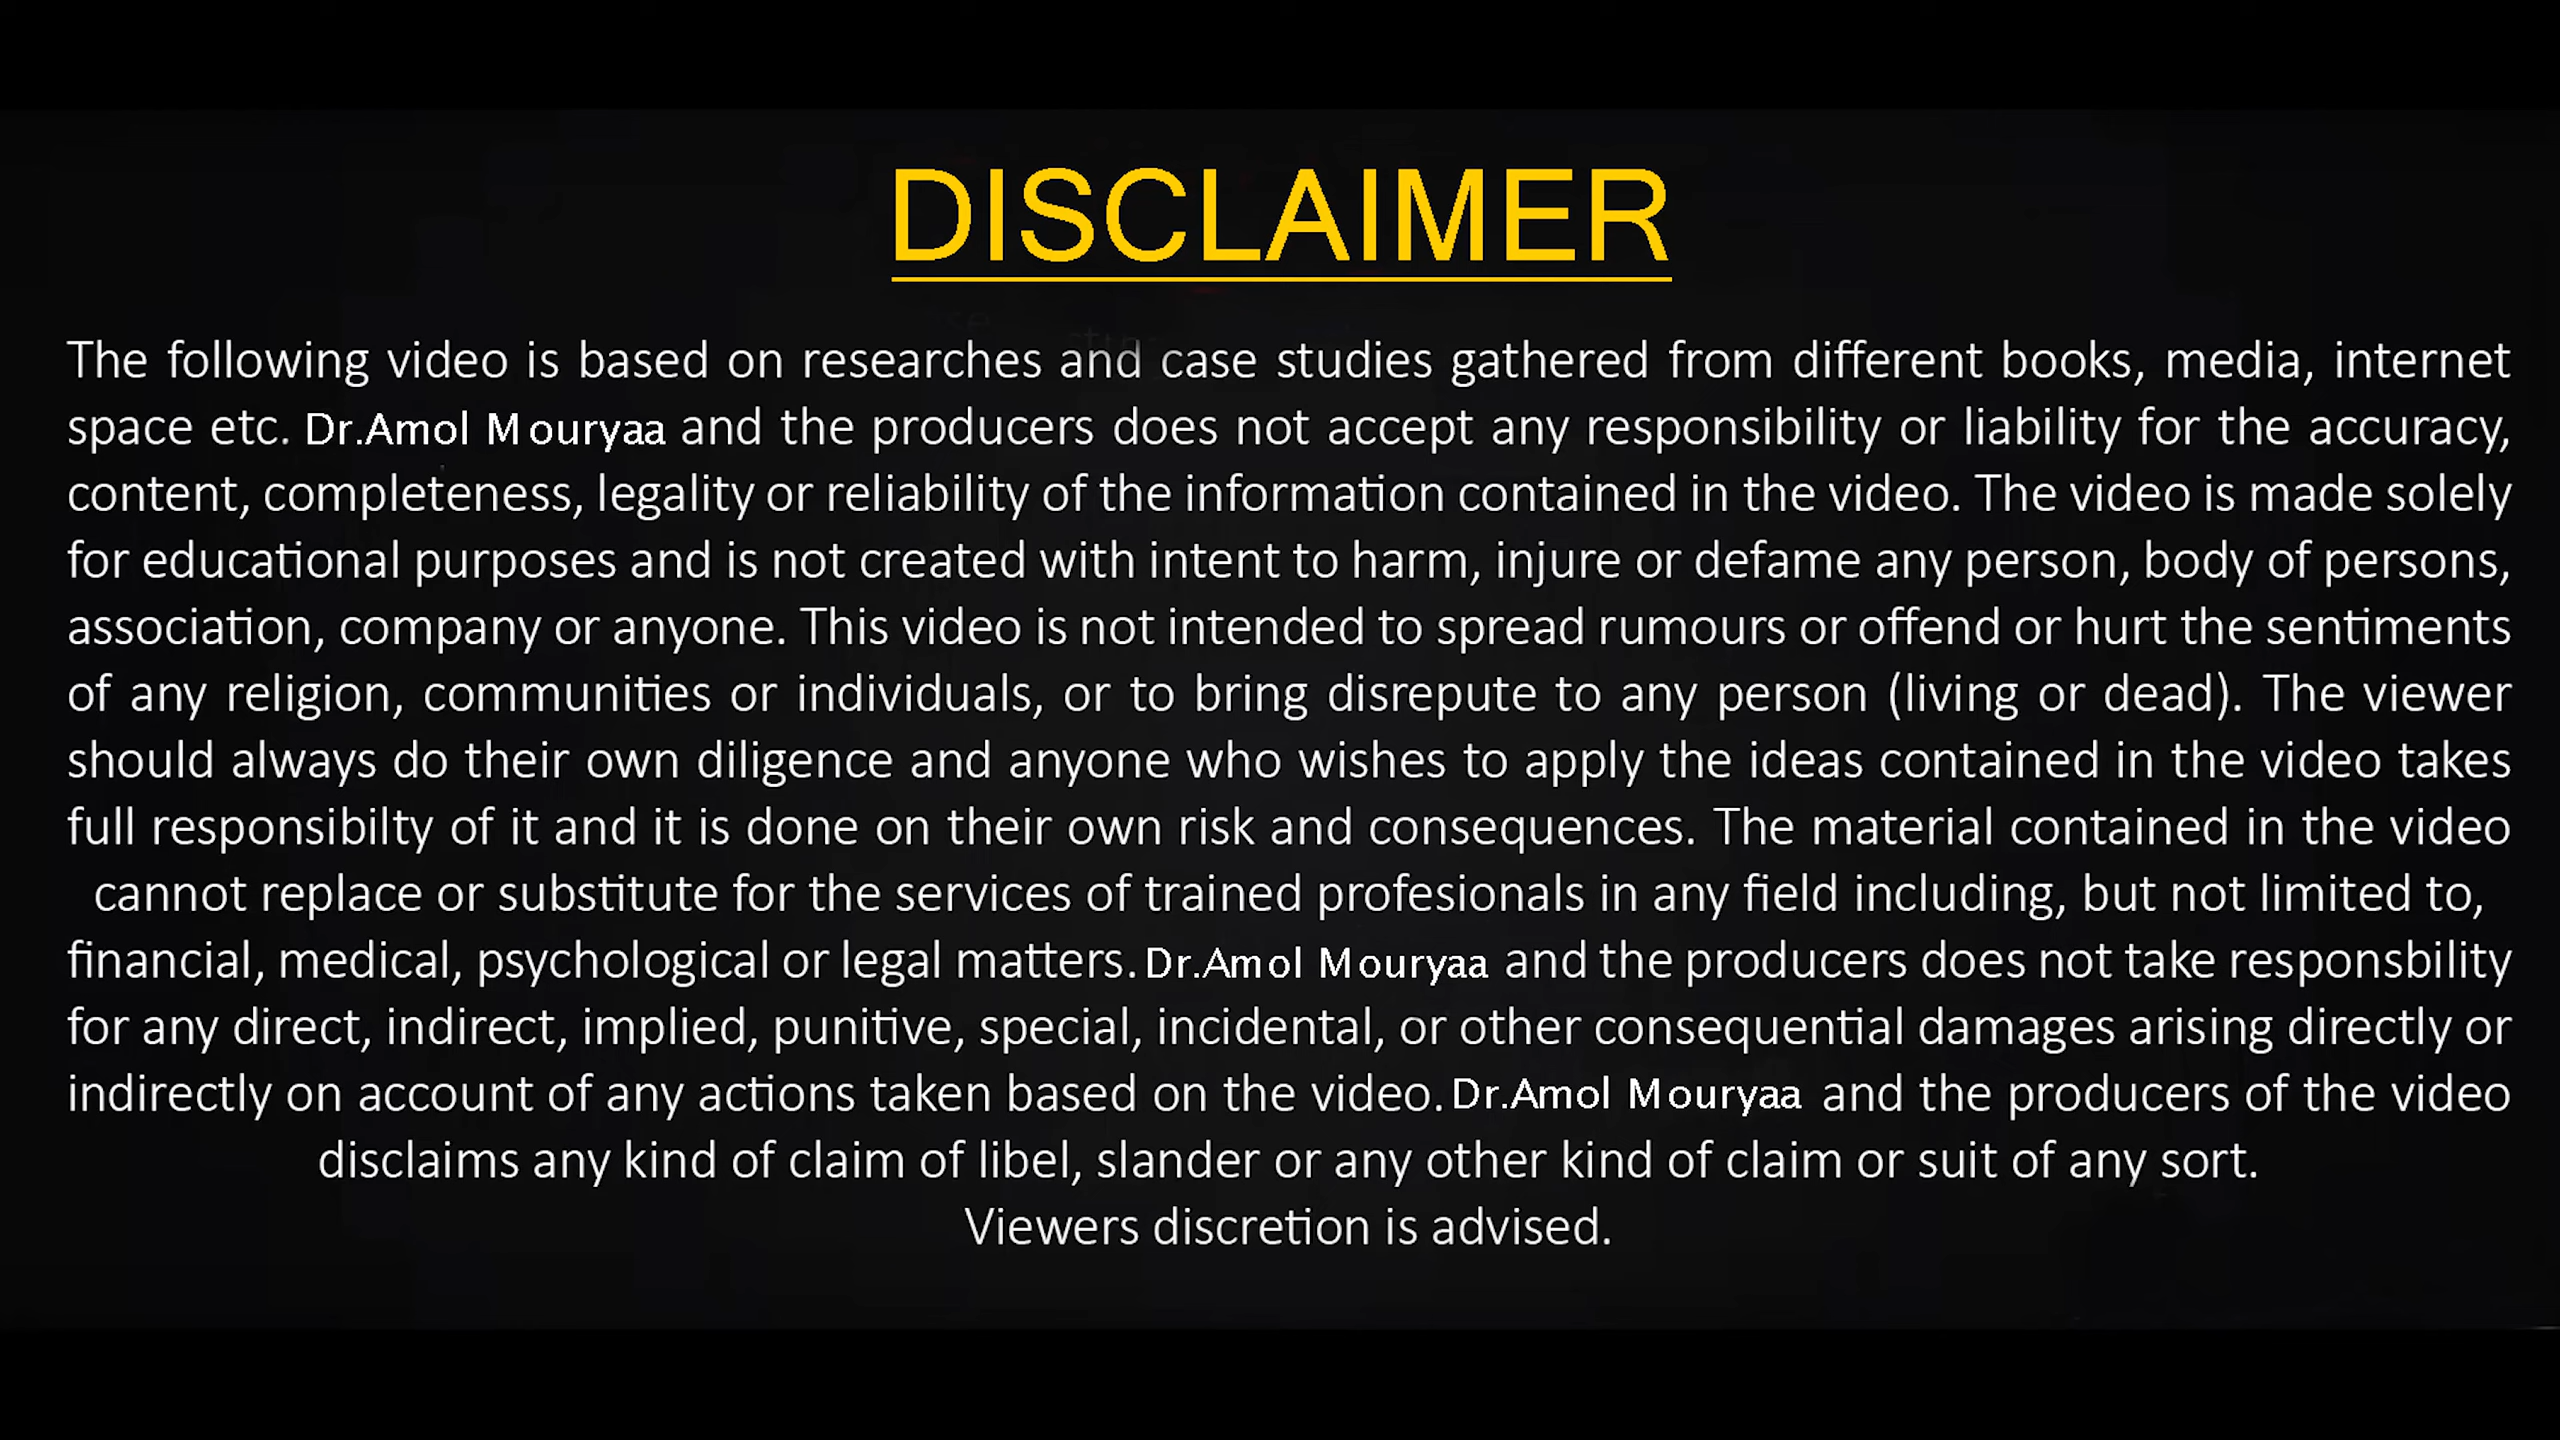 DISCLAIMER
The following video is based on researches and case studies gathered from different books, media, internet
space etc. Dr.Amol Mouryaa and the producers does not accept any responsibility or liability for the accuracy,
content, completeness, legality or reliability of the information contained in the video. The video is made solely
for educational purposes and is not created with intent to harm, injure or defame any person, body of persons,
association, company or anyone. This video is not intended to spread rumours or offend or hurt the sentiments
of any religion, communities or individuals, or to bring disrepute to any person (living or dead). The viewer
should always do their own diligence and anyone who wishes to apply the ideas contained in the video takes
full responsibilty of it and it is done on their own risk and consequences. The material contained in the video
cannot replace or substitute for the services of trained profesionals in any field including, but not limited to,
financial, medical, psychological or legal matters. Dr.Amol Mouryaa and the producers does not take responsbility
for any direct, indirect, implied, punitive, special, incidental, or other consequential damages arising directly or
indirectly on account of any actions taken based on the video. Dr.Amol Mouryaa and the producers of the video
disclaims any kind of claim of libel, slander or any other kind of claim or suit of any sort.
Viewers discretion is advised.